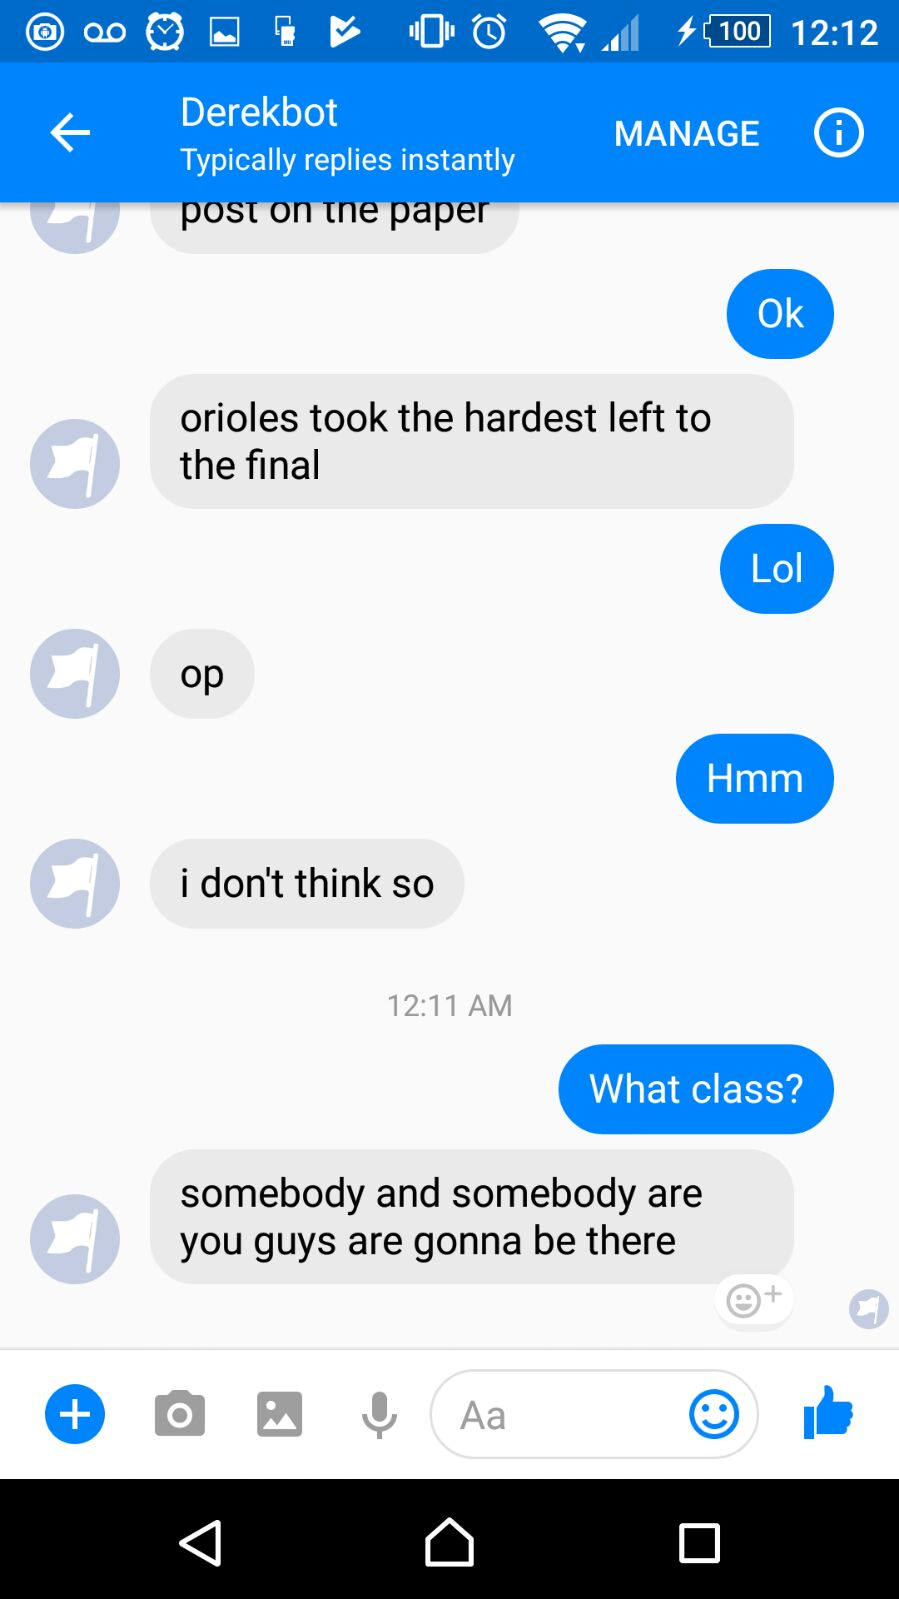 100 12:12
Derekbot
Typically replies instantly
MANAGE
post on the paper
Ok
orioles took the hardest left to
the final
Lol
op
Hmm
i don't think so
12:11 AM
What class?
somebody and somebody are
you guys are gonna be there
Aa